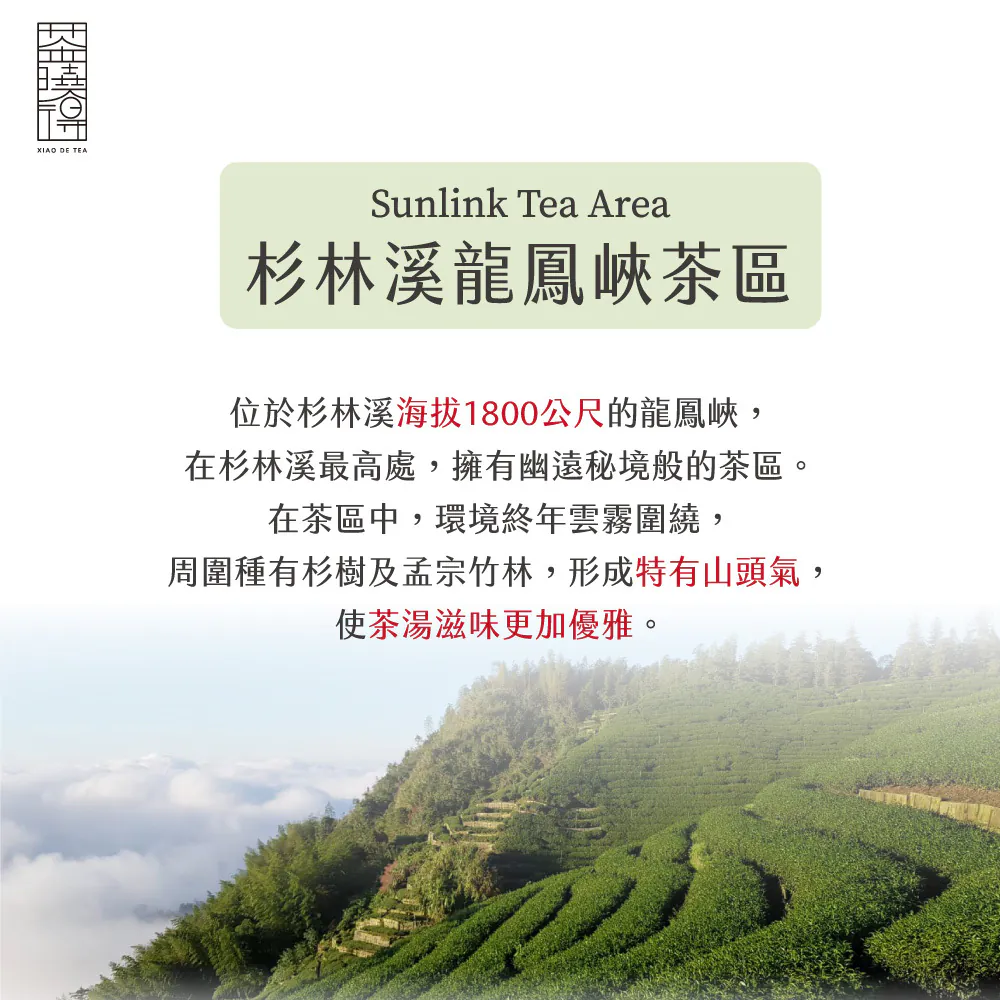 茶曉得
XIAO DE TEA
Sunlink Tea Area
杉林溪龍鳳峽茶區
位於杉林溪海拔1800公尺的龍鳳峽，
在杉林溪最高處，擁有幽遠秘境般的茶區。
在茶區中，環境終年雲霧圍繞，
周圍種有杉樹及孟宗竹林，形成特有山頭氣，
使茶湯滋味更加優雅。